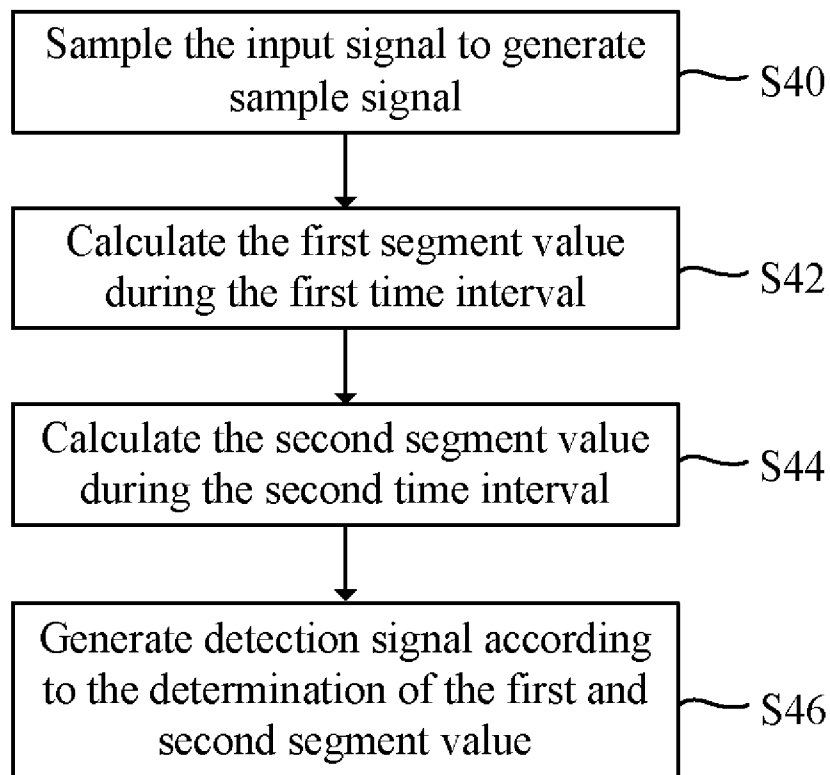 Sample the input signal to generate
sample signal
S40
Calculate the first segment value
during the first time interval
S42
Calculate the second segment value
during the second time interval
S44
Generate detection signal according
to the determination of the first and
second segment value
S46